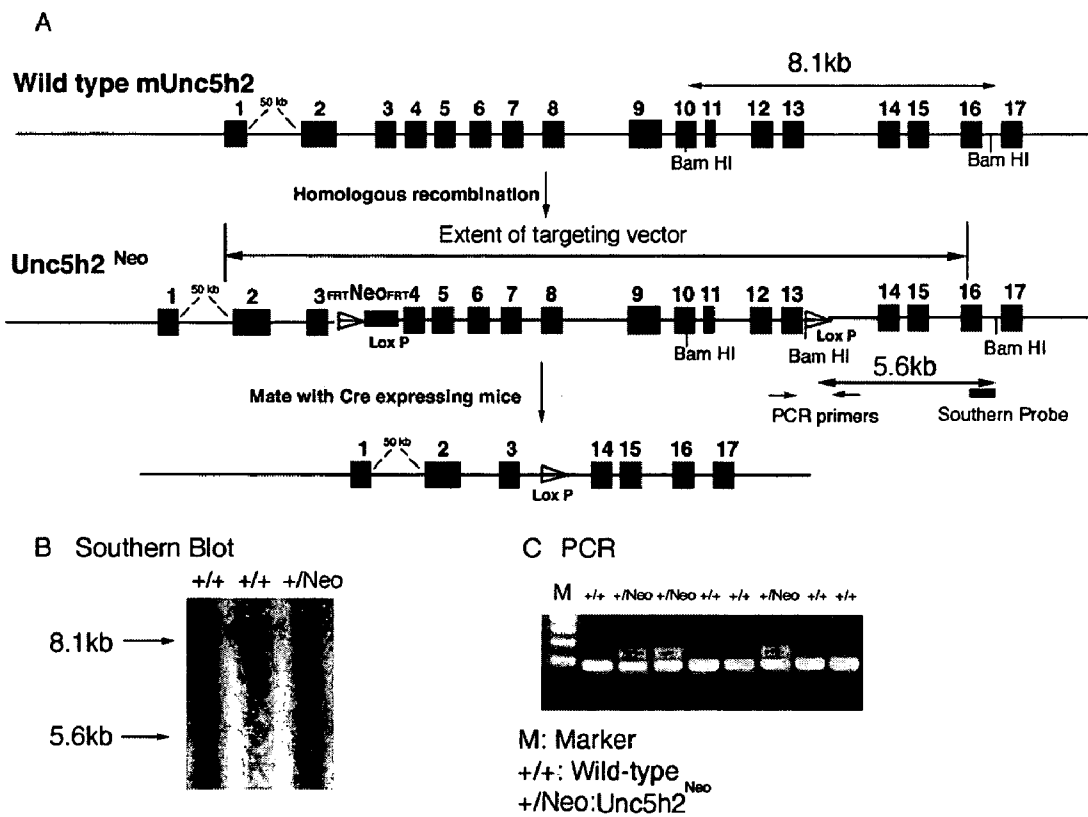 A
Wild type mUnc5h2
8.1kb
1 50 kb 2 3 4 5 6 7 8 9 10 11 12 13 14 15 16 17
Bam HI Bam HI
Homologous recombination
Extent of targeting vector
Unc5h2 Neo
1 50 kb 2 3 FRT Neo FRT 4 5 6 7 8 9 10 11 12 13 14 15 16 17
Lox P Lox P
Bam HI Bam HI Bam HI
5.6kb
Mate with Cre expressing mice
PCR primers Southern Probe
1 50 kb 2 3 14 15 16 17
Lox P
B Southern Blot
+/+ +/+ +/Neo
8.1kb
5.6kb
C PCR
M +/+ +/Neo +/Neo +/+ +/+ +/Neo +/+ +/+
M: Marker
+/+: Wild-type
+/Neo:Unc5h2 Neo